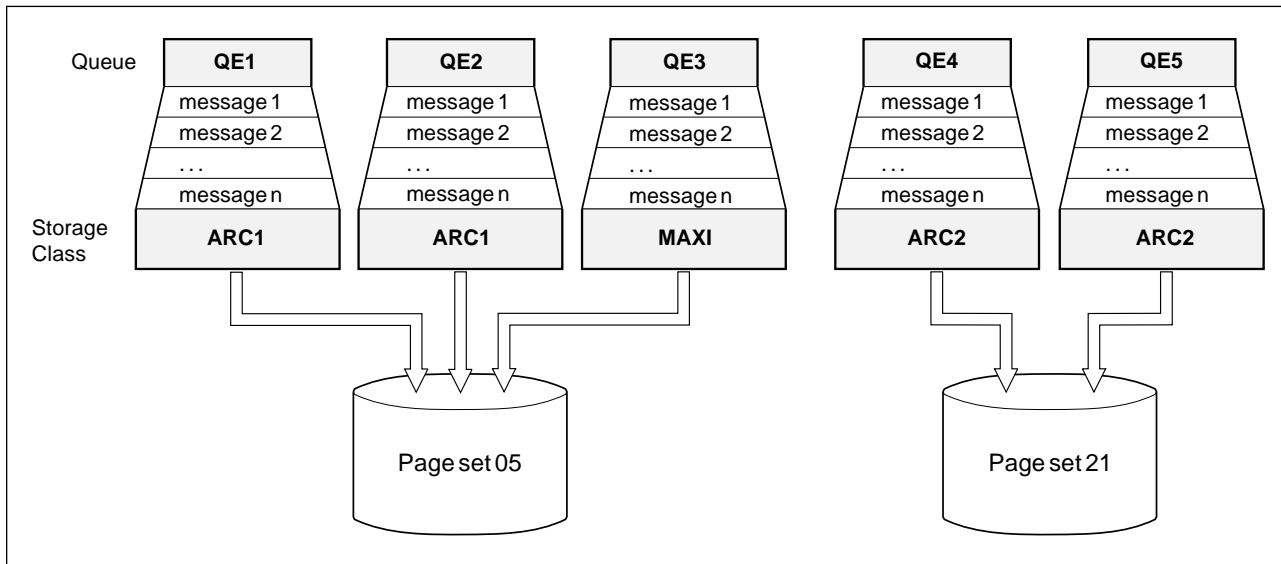 Queue QE1 QE2 QE3 QE4 QE5
message 1 message 1 message 1 message 1 message 1
message 2 message 2 message 2 message 2 message 2
. . . . . . . . . . . . . . .
message n message n message n message n message n
Storage
Class
ARC1 ARC1 MAXI ARC2 ARC2
Page set 05 Page set 21